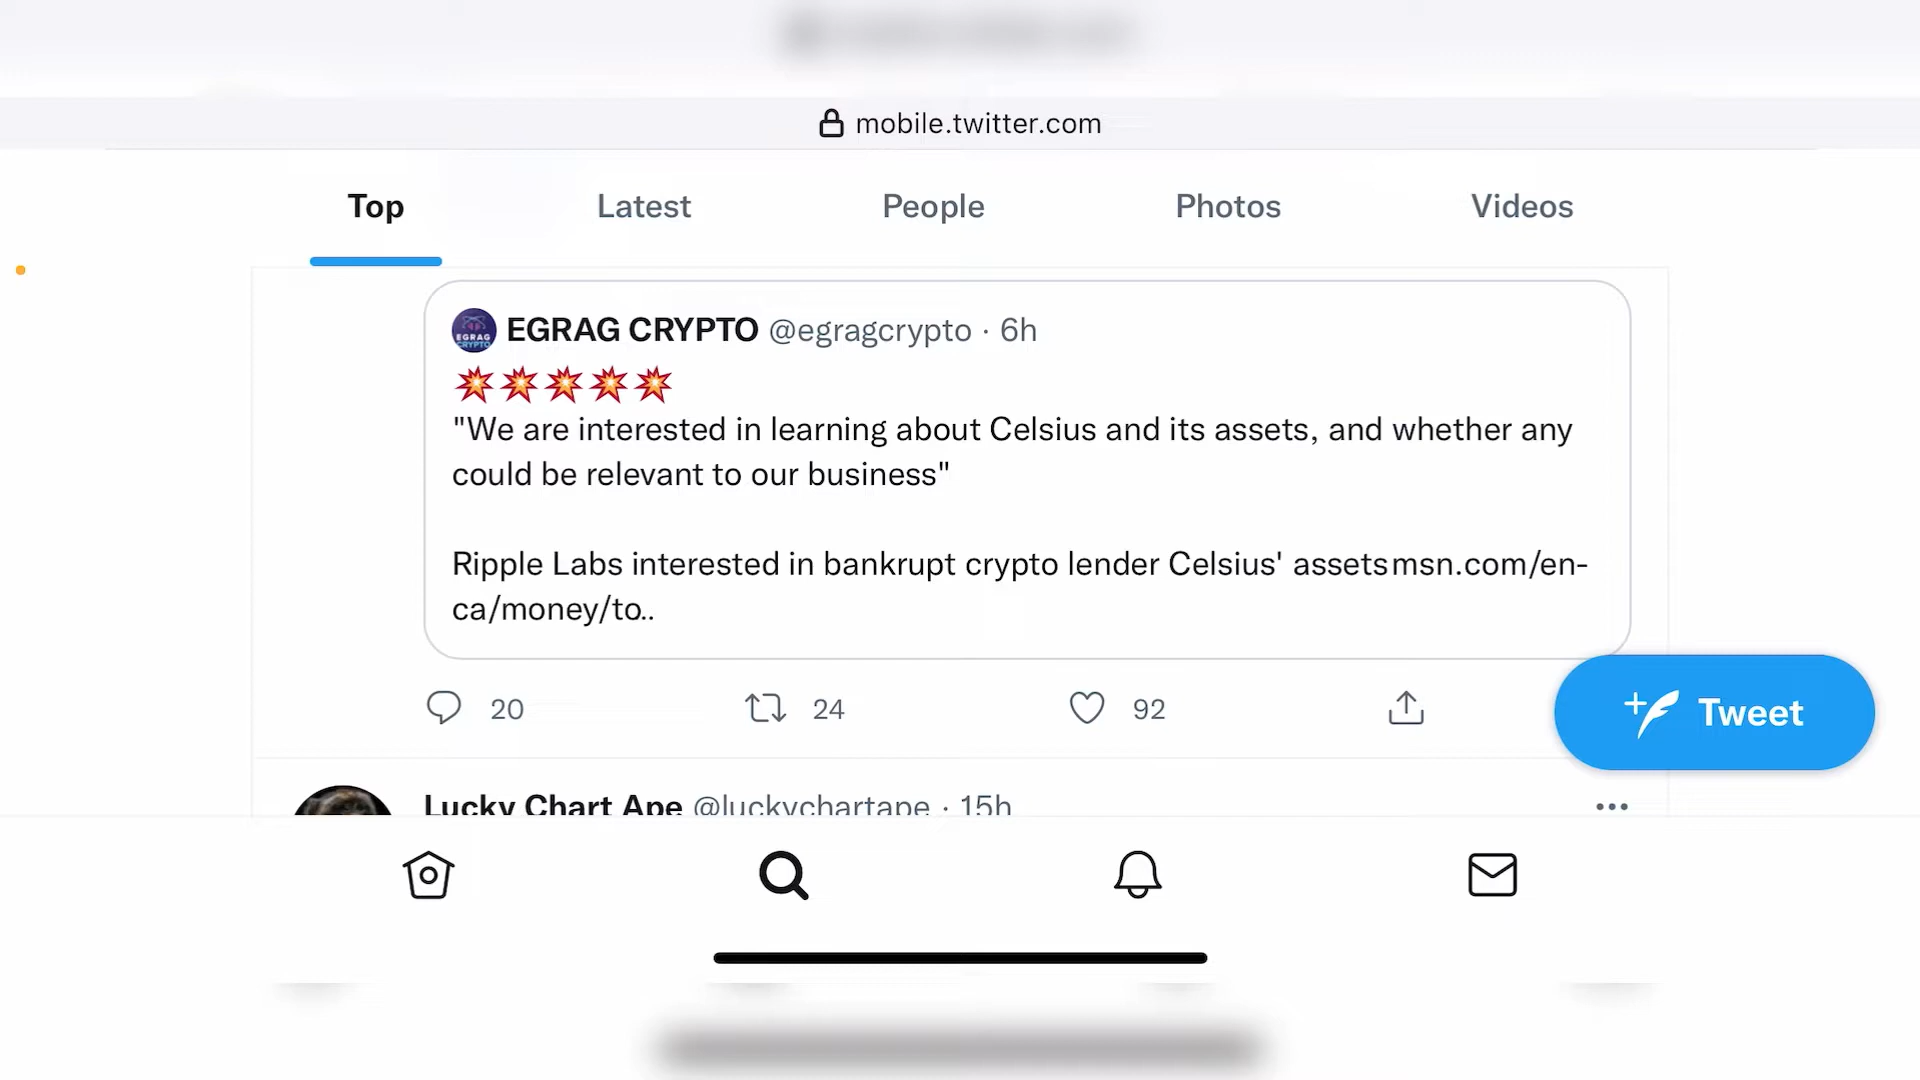 mobile.twitter.com
Top Latest People Photos Videos
EGRAG CRYPTO @egragcrypto · 6h
💥💥💥💥💥
"We are interested in learning about Celsius and its assets, and whether any
could be relevant to our business"
Ripple Labs interested in bankrupt crypto lender Celsius' assets msn.com/en-
ca/money/to..
20 24 92
Tweet
Lucky Chart Ape @luckychartape · 15h